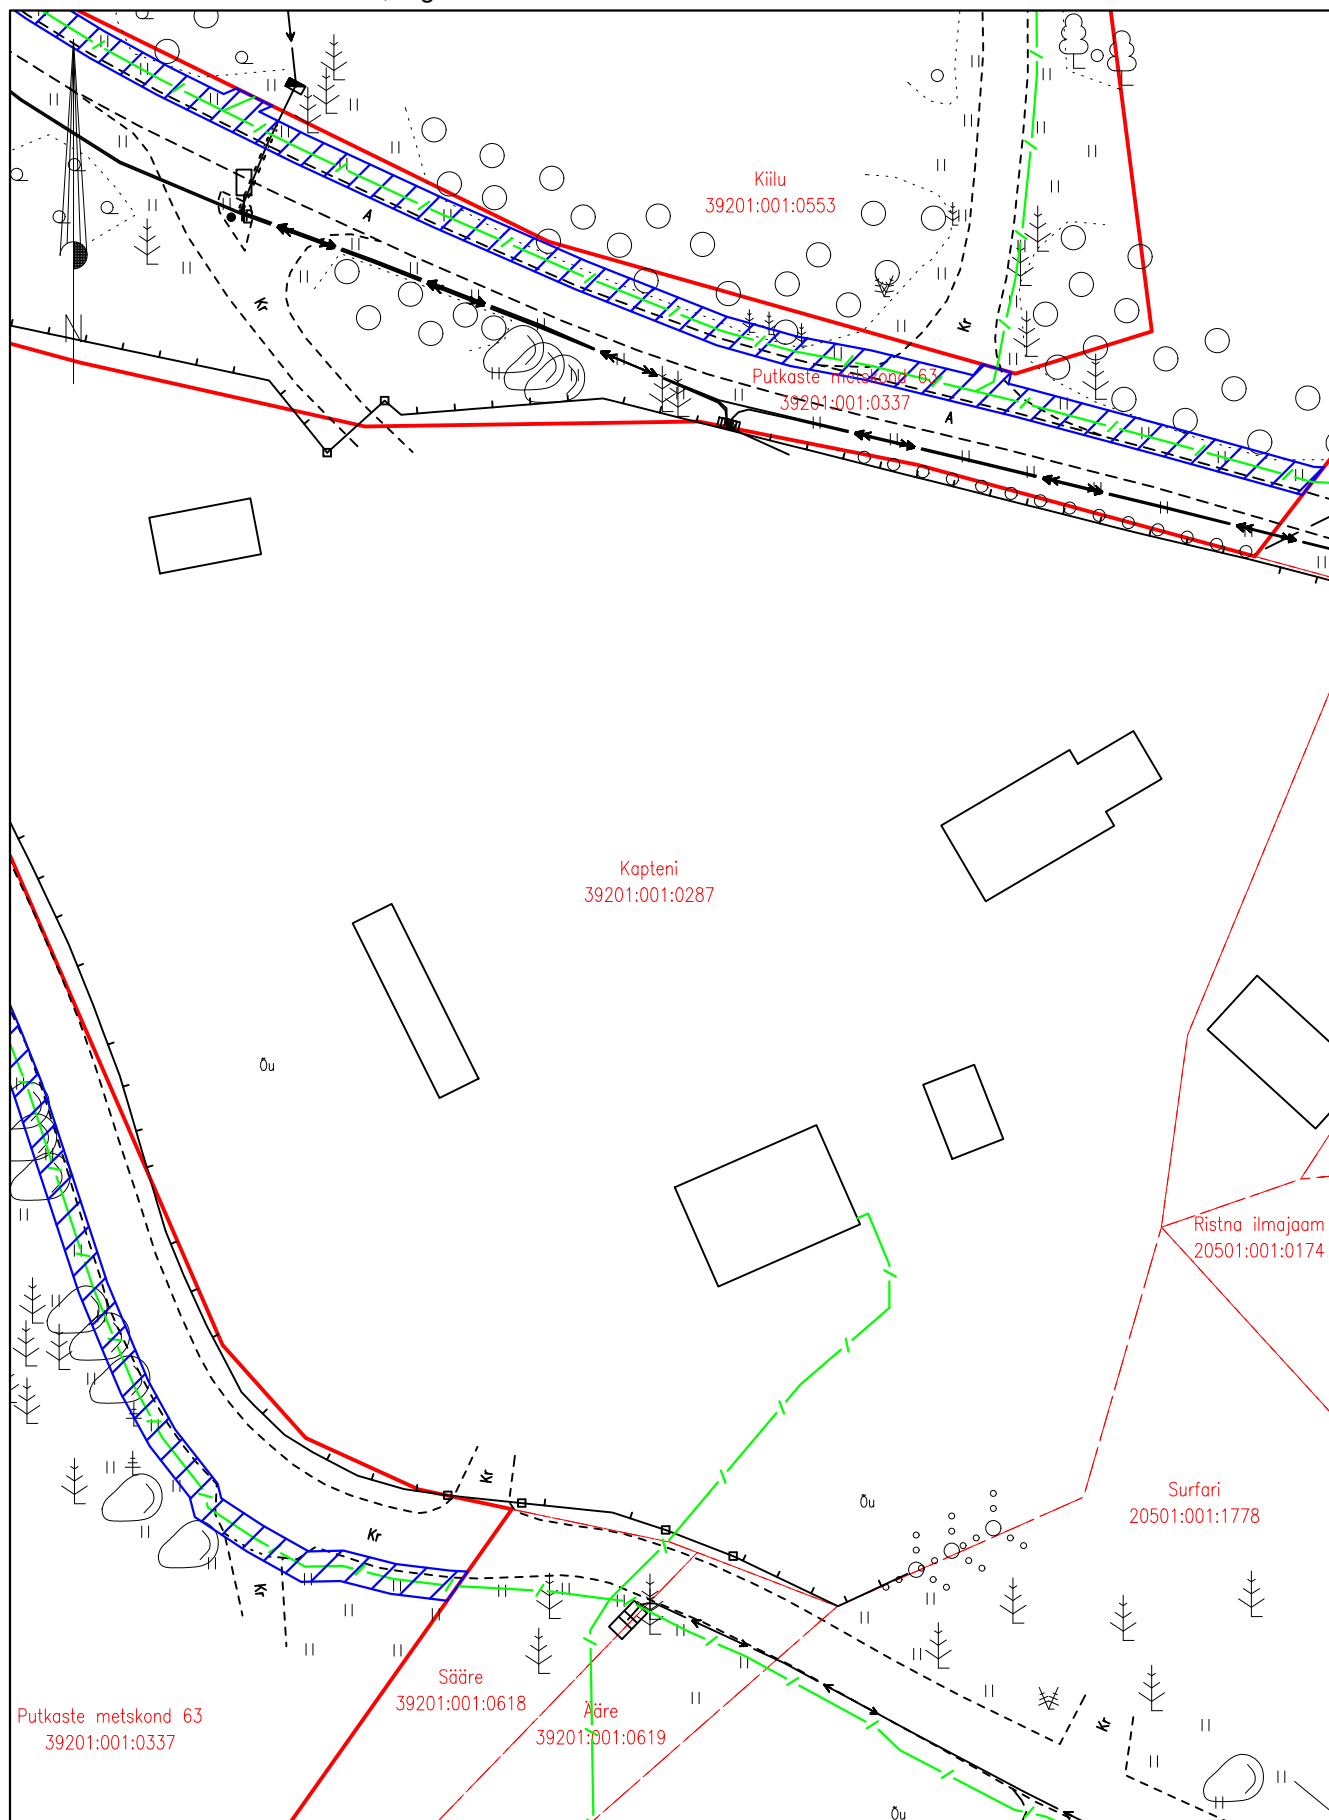 Kiilu
39201:001:0553
A
Kr
Kr
N
Putkaste metskond 63
39201:001:0337
A
Kapteni
39201:001:0287
Õu
Ristna ilmajaam
20501:001:0174
Kr
Surfari
20501:001:1778
Õu
Kr
Kr
Sääre
39201:001:0618
Ääre
39201:001:0619
Putkaste metskond 63
39201:001:0337
Kr
Õu